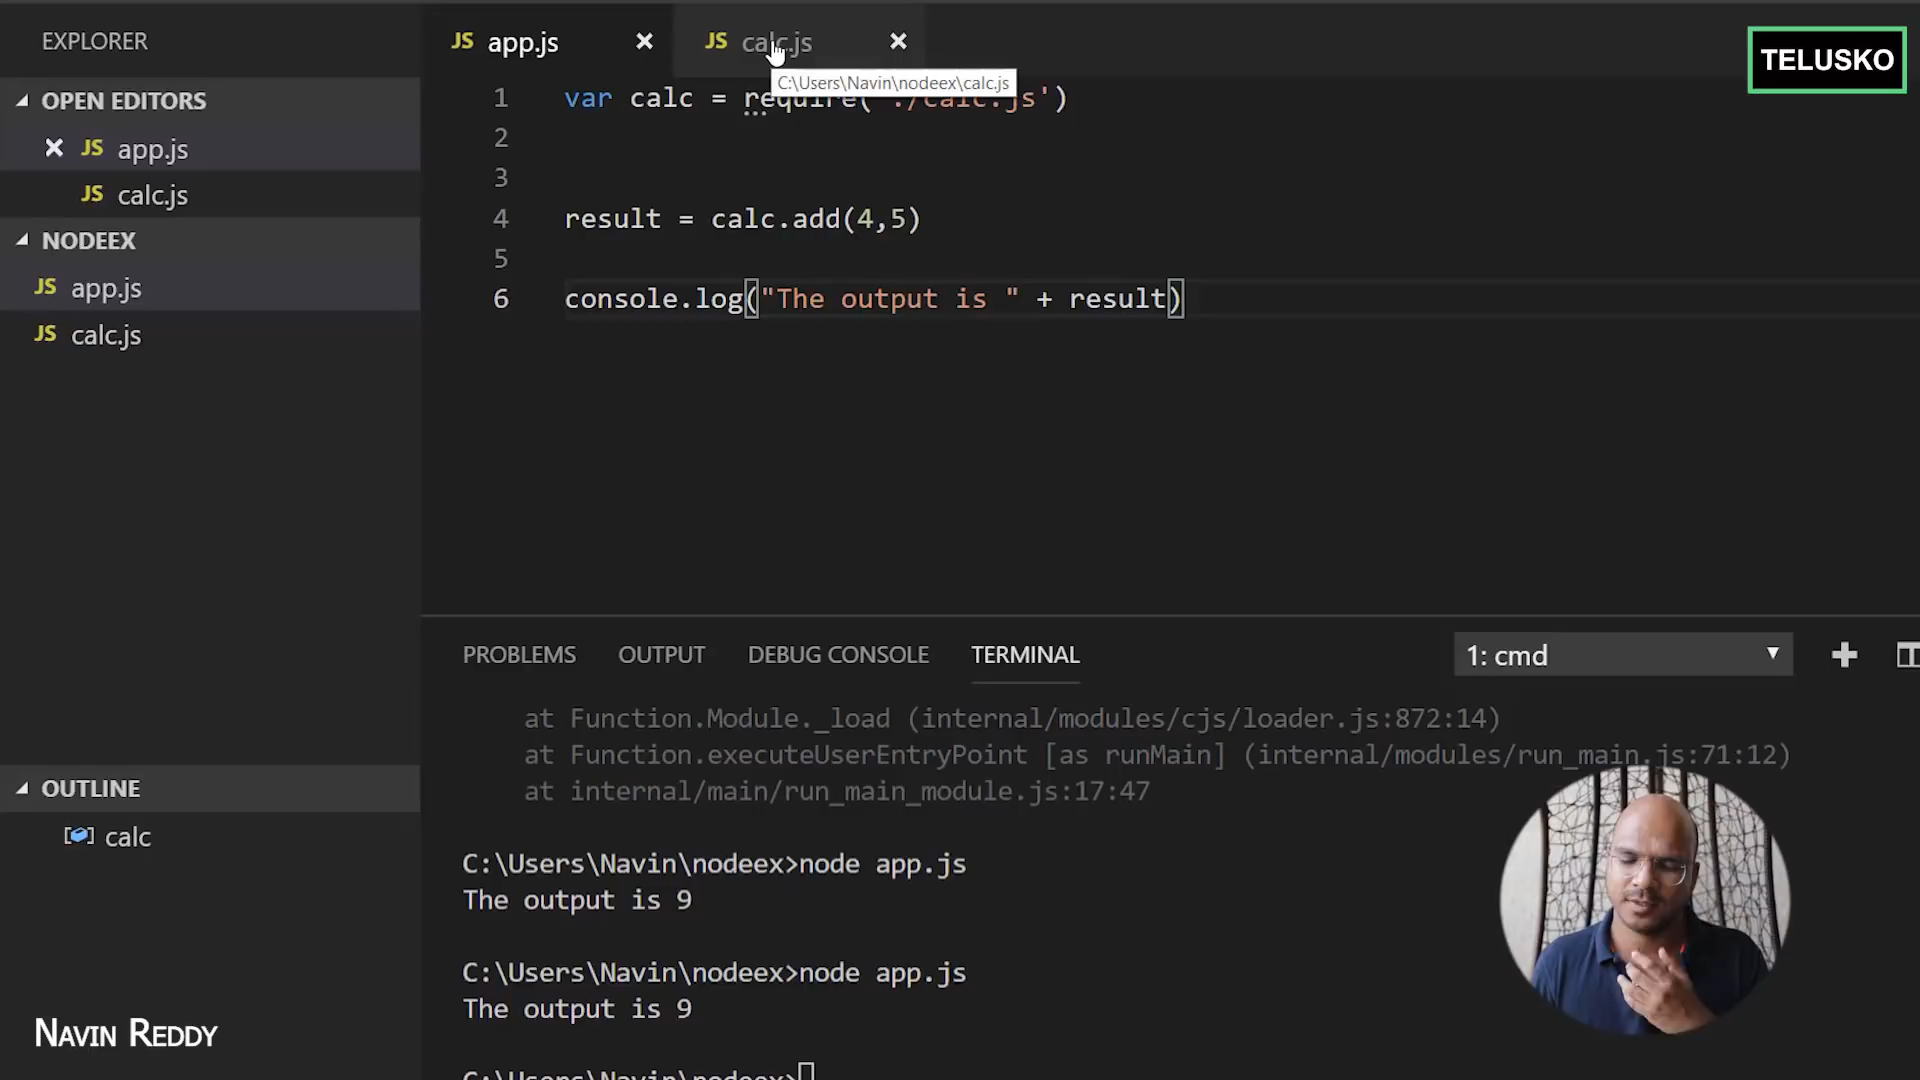 EXPLORER
OPEN EDITORS
JS app.js
JS calc.js
NODEEX
JS app.js
JS calc.js
OUTLINE
calc
NAVIN REDDY
JS app.js
JS calc.js
C:\Users\Navin\nodeex\calc.js
TELUSKO
1 var calc = require('./calc.js')
2
3
4 result = calc.add(4,5)
5
6 console.log("The output is " + result)
PROBLEMS OUTPUT DEBUG CONSOLE TERMINAL 1: cmd
at Function.Module._load (internal/modules/cjs/loader.js:872:14)
at Function.executeUserEntryPoint [as runMain] (internal/modules/run_main.js:71:12)
at internal/main/run_main_module.js:17:47
C:\Users\Navin\nodeex>node app.js
The output is 9
C:\Users\Navin\nodeex>node app.js
The output is 9
C:\Users\Navin\nodeex>